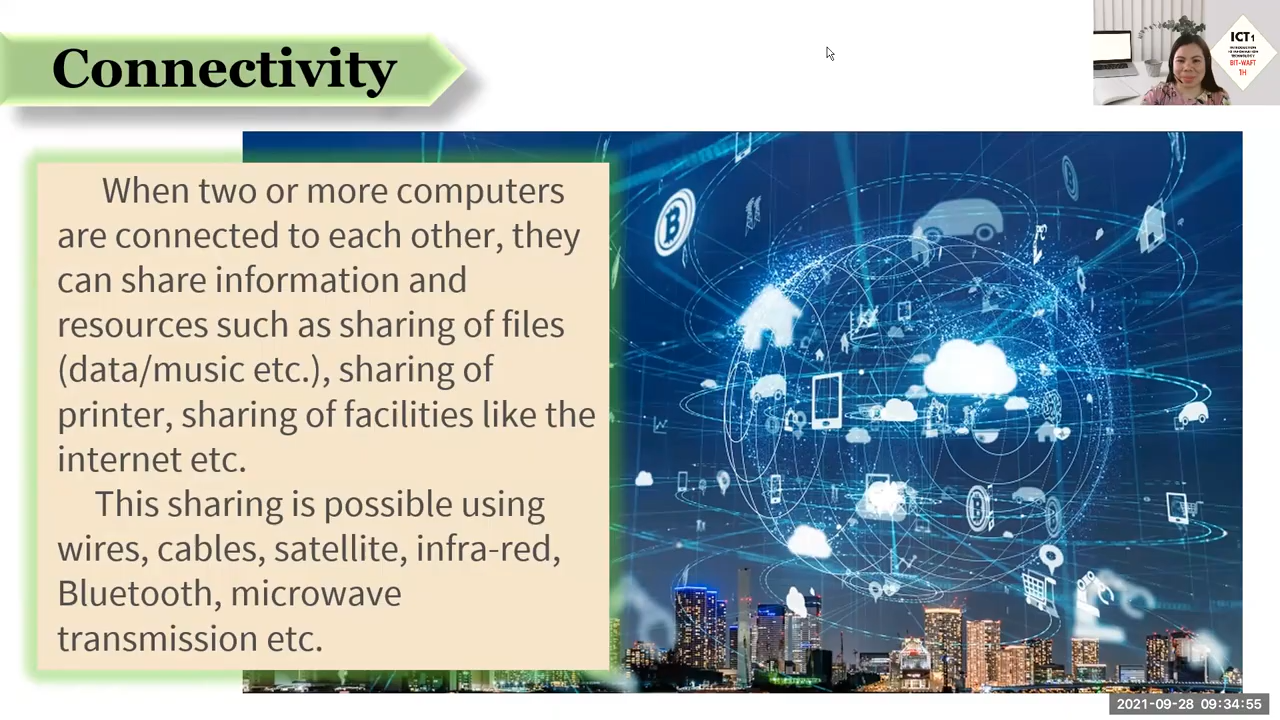 Connectivity
ICT1
INTRODUCTION
TO INFORMATION
TECHNOLOGY
BIT-WAFT
1H
When two or more computers
are connected to each other, they
can share information and
resources such as sharing of files
(data/music etc.), sharing of
printer, sharing of facilities like the
internet etc.
This sharing is possible using
wires, cables, satellite, infra-red,
Bluetooth, microwave
transmission etc.
2021-09-28 09:34:55